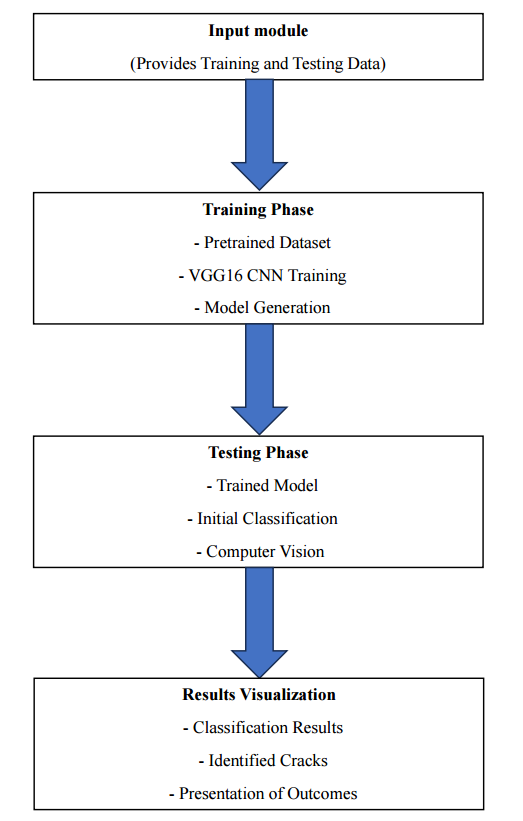 Input module
(Provides Training and Testing Data)
Training Phase
- Pretrained Dataset
- VGG16 CNN Training
- Model Generation
Testing Phase
- Trained Model
- Initial Classification
- Computer Vision
Results Visualization
- Classification Results
- Identified Cracks
- Presentation of Outcomes